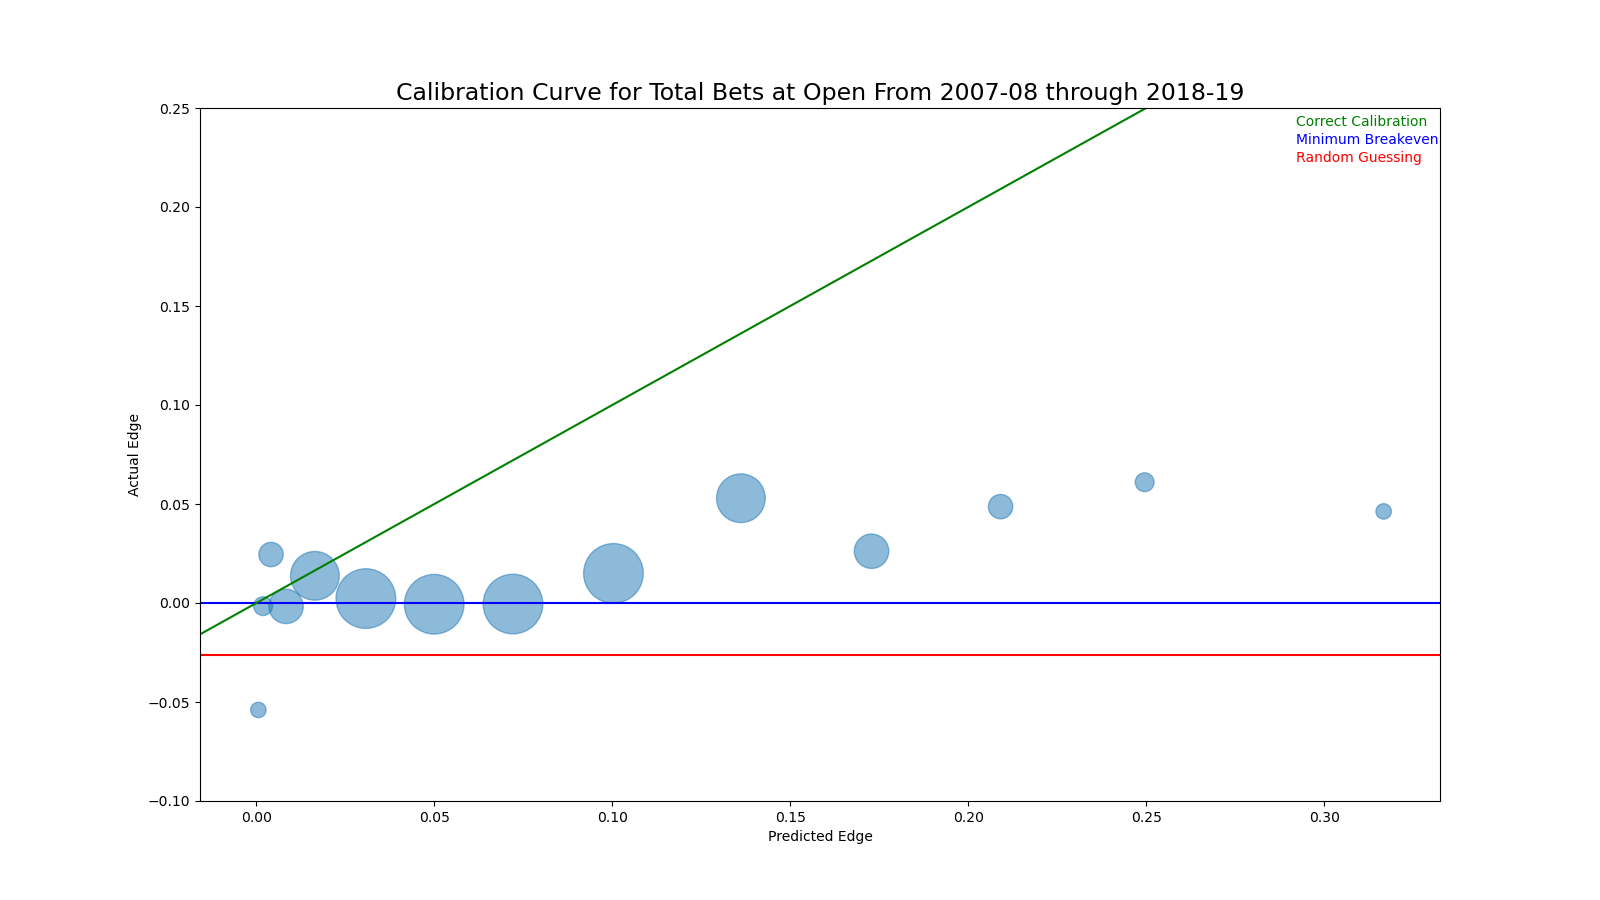 Calibration Curve for Total Bets at Open From 2007-08 through 2018-19
Correct Calibration
Minimum Breakeven
Random Guessing
0.25
0.20
0.15
0.10
0.05
0.00
−0.05
−0.10
Actual Edge
0.00 0.05 0.10 0.15 0.20 0.25 0.30
Predicted Edge